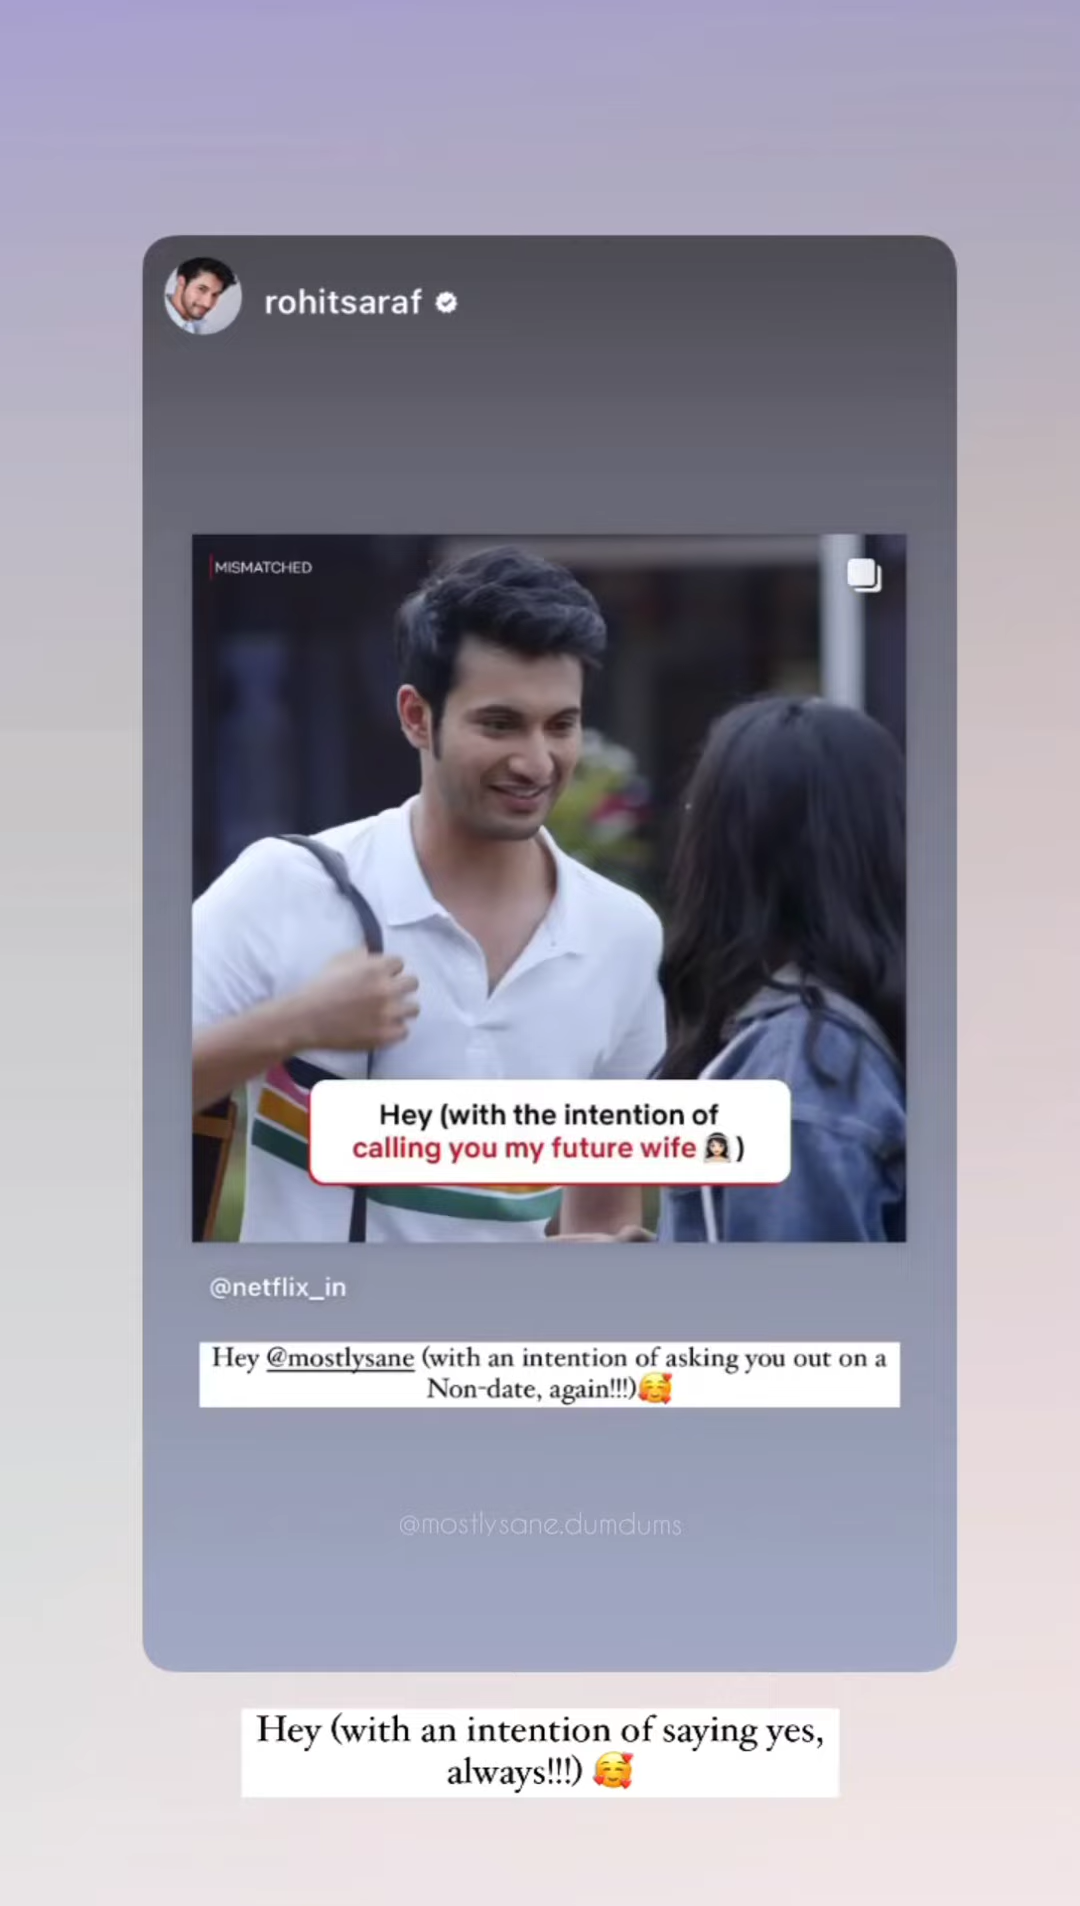 rohitsaraf
MISMATCHED
Hey (with the intention of
calling you my future wife 👰🏻)
@netflix_in
Hey @mostlysane (with an intention of asking you out on a
Non-date, again!!!)🥰
@mostlysane.dumdums
Hey (with an intention of saying yes,
always!!!) 🥰